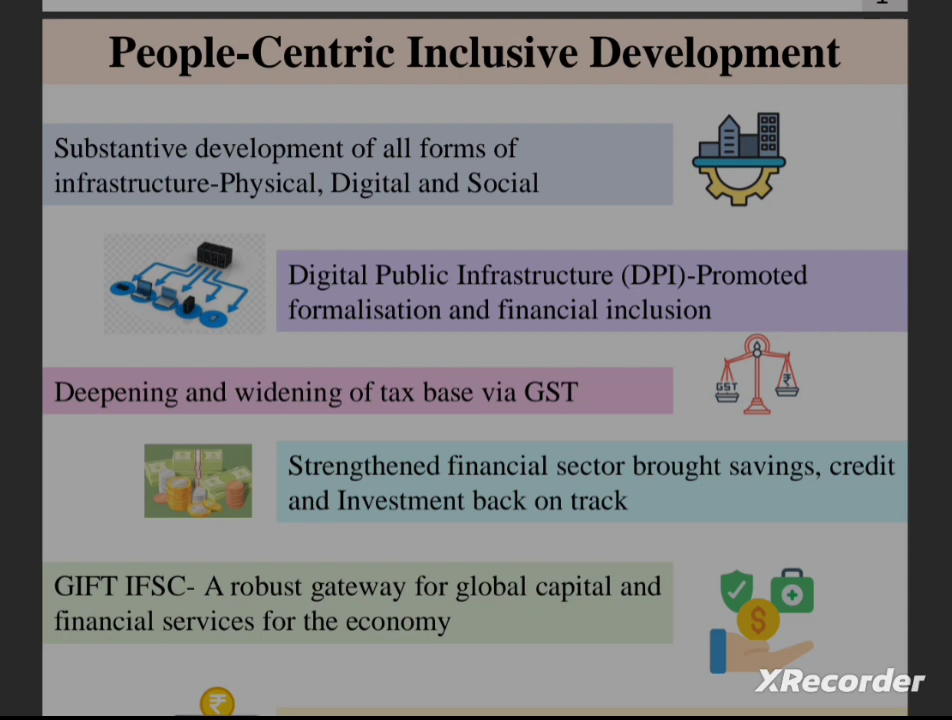 People-Centric Inclusive Development
Substantive development of all forms of
infrastructure-Physical, Digital and Social
Digital Public Infrastructure (DPI)-Promoted
formalisation and financial inclusion
Deepening and widening of tax base via GST
GST
₹
Strengthened financial sector brought savings, credit
and Investment back on track
GIFT IFSC- A robust gateway for global capital and
financial services for the economy
$
XRecorder
₹